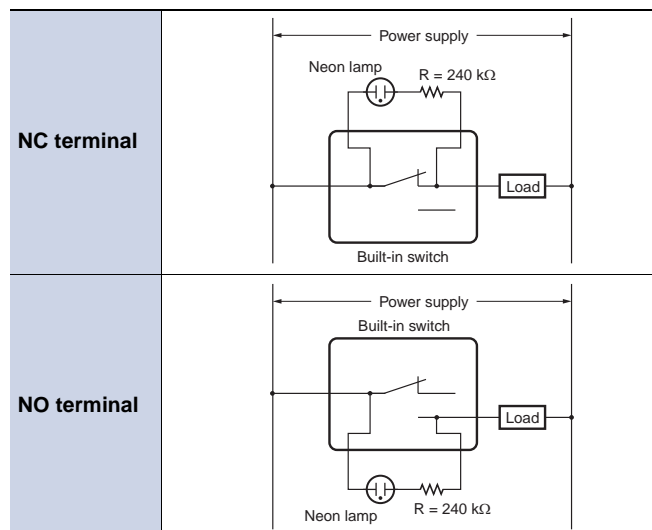 NC terminal
Power supply
Neon lamp
R = 240 kΩ
Load
Built-in switch
NO terminal
Power supply
Built-in switch
Load
Neon lamp
R = 240 kΩ